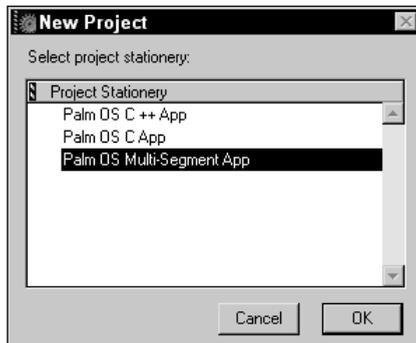 New Project
Select project stationery:
Project Stationery
Palm OS C ++ App
Palm OS C App
Palm OS Multi-Segment App
Cancel OK